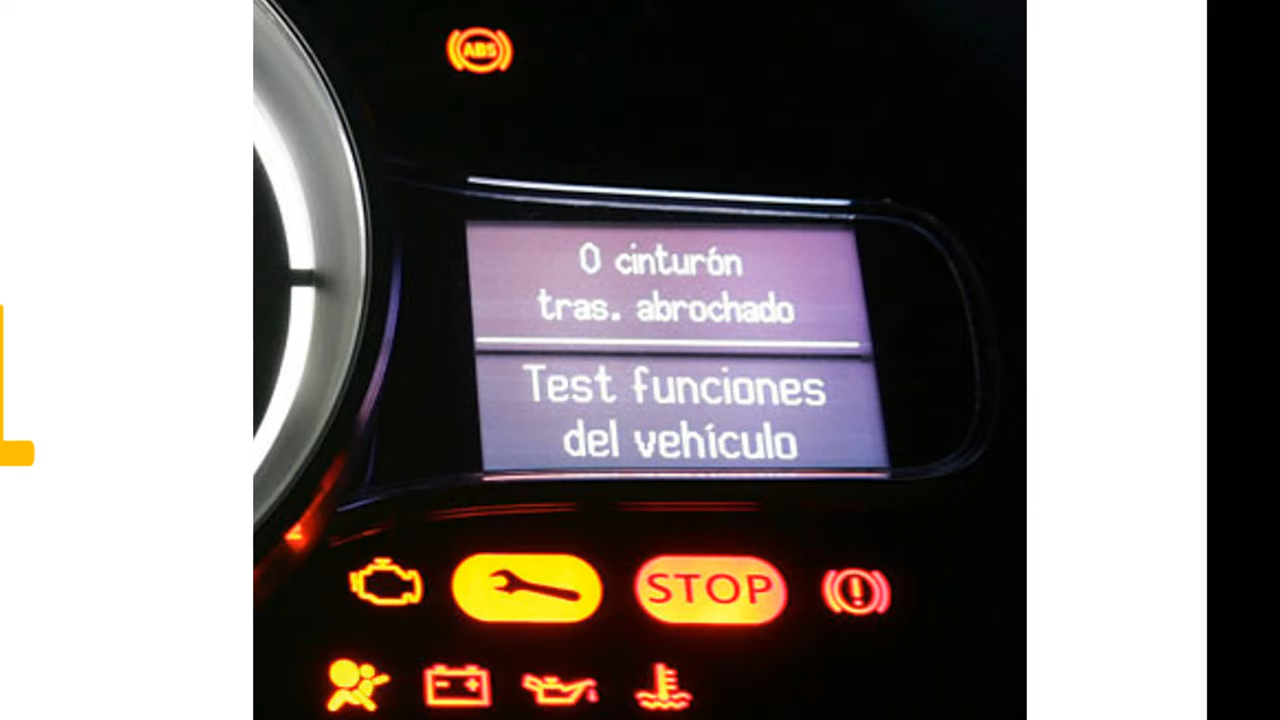 ABS
0 cinturón
tras. abrochado
Test funciones
del vehículo
STOP